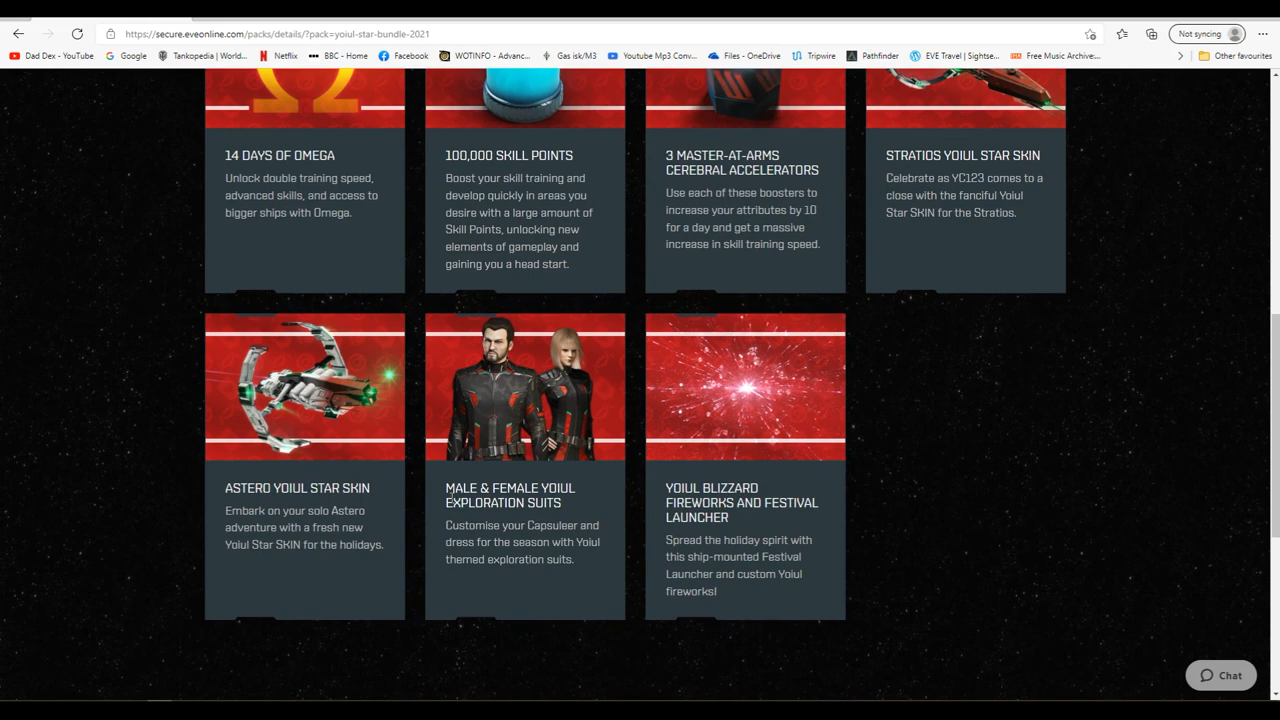 https://secure.eveonline.com/packs/details/?pack=yoiul-star-bundle-2021
Not syncing
Dad Dev - YouTube
Google
Tankopedia | World...
Netflix
BBC - Home
Facebook
WOTINFO - Advanc...
Gas isk/M3
Youtube Mp3 Conv...
Files - OneDrive
Tripwire
Pathfinder
EVE Travel | Sightse...
Free Music Archive:...
Other favourites
14 DAYS OF OMEGA
Unlock double training speed,
advanced skills, and access to
bigger ships with Omega.
100,000 SKILL POINTS
Boost your skill training and
develop quickly in areas you
desire with a large amount of
Skill Points, unlocking new
elements of gameplay and
gaining you a head start.
3 MASTER-AT-ARMS
CEREBRAL ACCELERATORS
Use each of these boosters to
increase your attributes by 10
for a day and get a massive
increase in skill training speed.
STRATIOS YOIUL STAR SKIN
Celebrate as YC123 comes to a
close with the fanciful Yoiul
Star SKIN for the Stratios.
ASTERO YOIUL STAR SKIN
Embark on your solo Astero
adventure with a fresh new
Yoiul Star SKIN for the holidays.
MALE & FEMALE YOIUL
EXPLORATION SUITS
Customise your Capsuleer and
dress for the season with Yoiul
themed exploration suits.
YOIUL BLIZZARD
FIREWORKS AND FESTIVAL
LAUNCHER
Spread the holiday spirit with
this ship-mounted Festival
Launcher and custom Yoiul
fireworks!
Chat